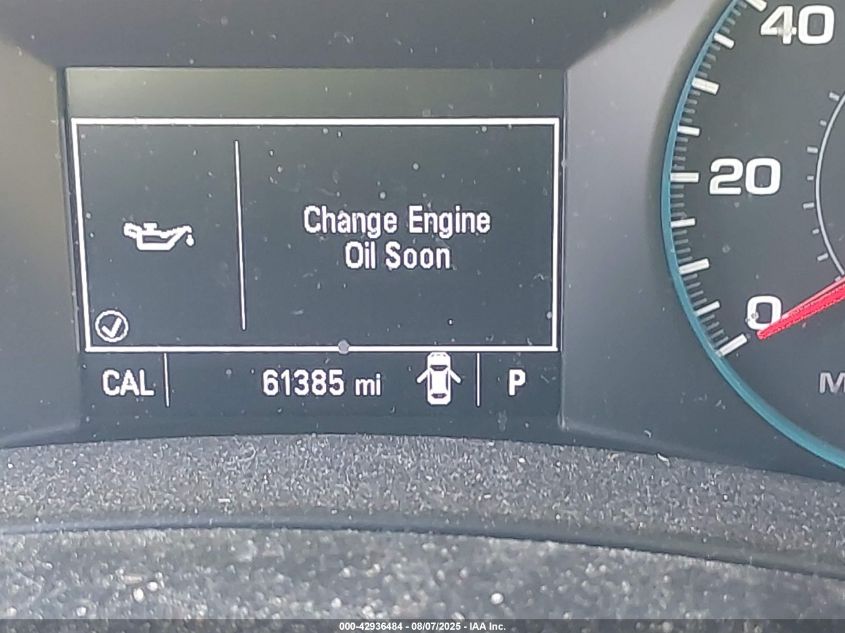 40
20
0
Change Engine
Oil Soon
CAL 61385 mi P
M
000-42936484 - 08/07/2025 - IAA Inc.